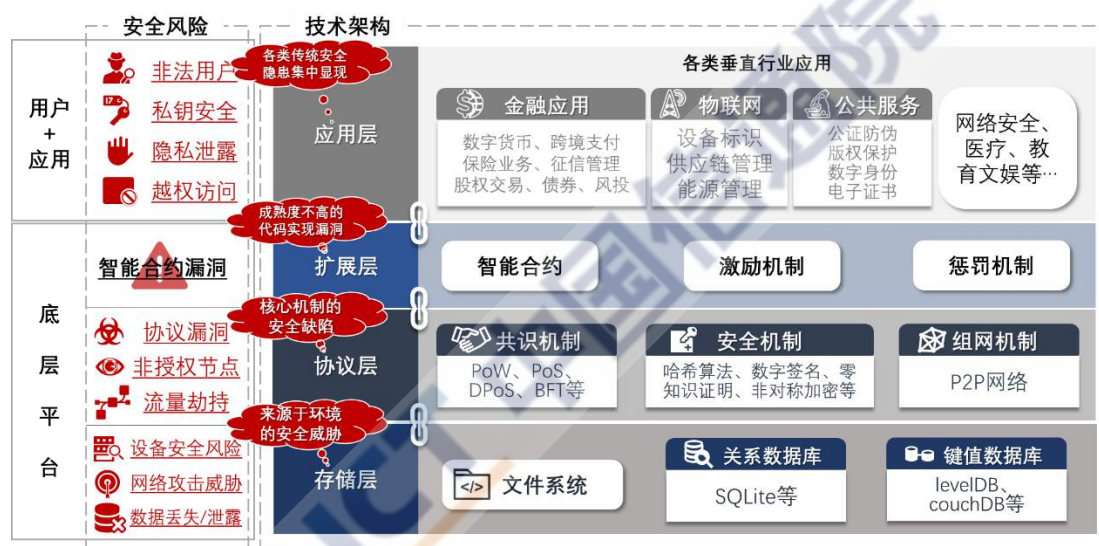 安全风险
技术架构
用户
+
应用
非法用户
私钥安全
隐私泄露
越权访问
各类传统安全
隐患集中显现
应用层
各类垂直行业应用
金融应用
数字货币、跨境支付
保险业务、征信管理
股权交易、债券、风投
物联网
设备标识
供应链管理
能源管理
公共服务
公证防伪
版权保护
数字身份
电子证书
网络安全、
医疗、教
育文娱等…
底
层
平
台
智能合约漏洞
成熟度不高的
代码实现漏洞
扩展层
智能合约
激励机制
惩罚机制
协议漏洞
非授权节点
流量劫持
核心机制的
安全缺陷
协议层
共识机制
PoW、PoS、
DPoS、BFT等
安全机制
哈希算法、数字签名、零
知识证明、非对称加密等
组网机制
P2P网络
设备安全风险
网络攻击威胁
数据丢失/泄露
来源于环境
的安全威胁
存储层
</>
文件系统
关系数据库
SQLite等
键值数据库
levelDB、
couchDB等
ICT中国信通院